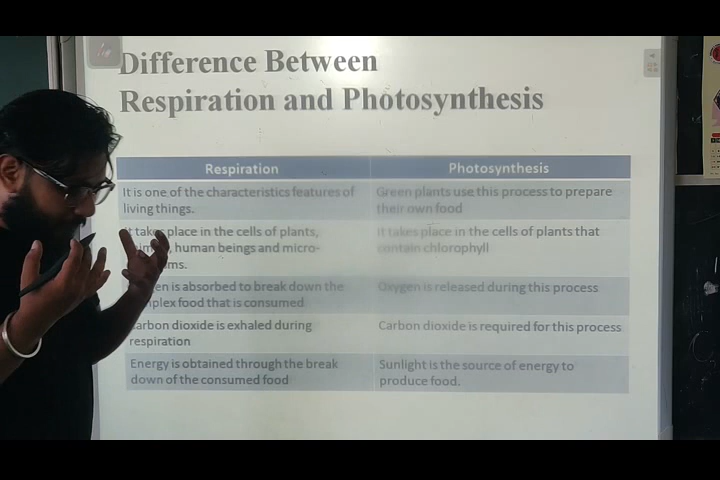 Difference Between
Respiration and Photosynthesis
Respiration
Photosynthesis
It is one of the characteristics features of
living things.
Green plants use this process to prepare
their own food
It takes place in the cells of plants,
human beings and micro-
It takes place in the cells of plants that
contain chlorophyll
is absorbed to break down the
food that is consumed
Oxygen is released during this process
Carbon dioxide is exhaled during
respiration
Carbon dioxide is required for this process
Energy is obtained through the break
down of the consumed food
Sunlight is the source of energy to
produce food.